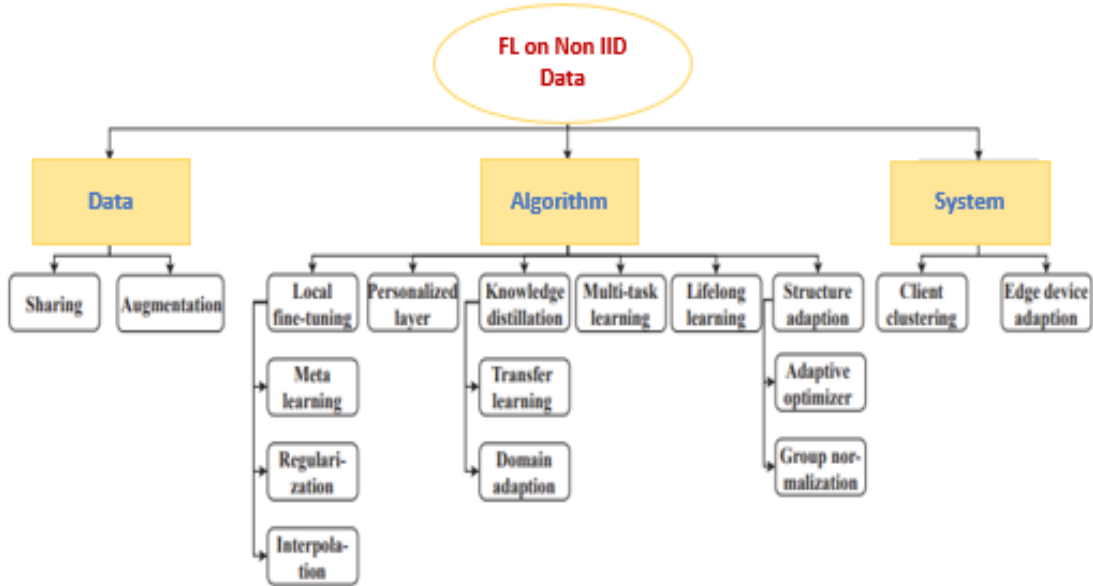 FL on Non IID
Data
Data
Algorithm
System
Sharing
Augmentation
Local
fine-tuning
Personalized
layer
Knowledge
distillation
Multi-task
learning
Lifelong
learning
Structure
adaption
Client
clustering
Edge device
adaption
Meta
learning
Transfer
learning
Adaptive
optimizer
Regulari-
zation
Domain
adaption
Group nor-
malization
Interpola-
tion